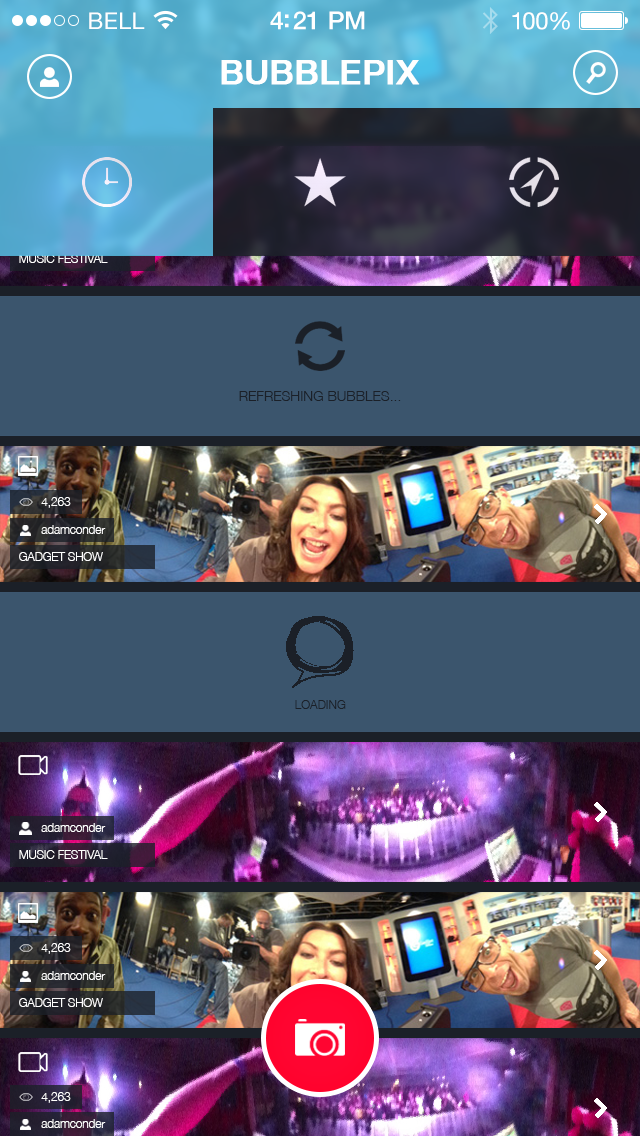 BELL 4:21 PM 100%
BUBBLEPIX
MUSIC FESTIVAL
REFRESHING BUBBLES...
4,263
adamconder
GADGET SHOW
LOADING
adamconder
MUSIC FESTIVAL
4,263
adamconder
GADGET SHOW
4,263
adamconder